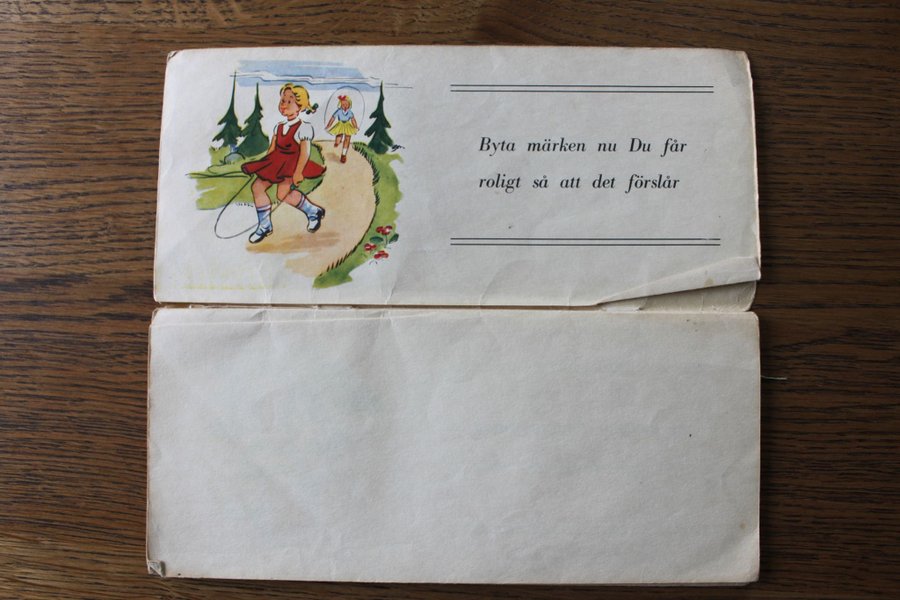 Byta märken nu Du får
roligt så att det förslår